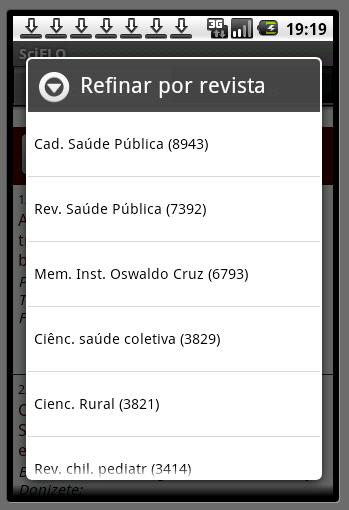 3G
19:19
SciELO
Refinar por revista
Cad. Saúde Pública (8943)
Rev. Saúde Pública (7392)
Mem. Inst. Oswaldo Cruz (6793)
Ciênc. saúde coletiva (3829)
Cienc. Rural (3821)
Rev. chil. pediatr (3414)
Donizete;